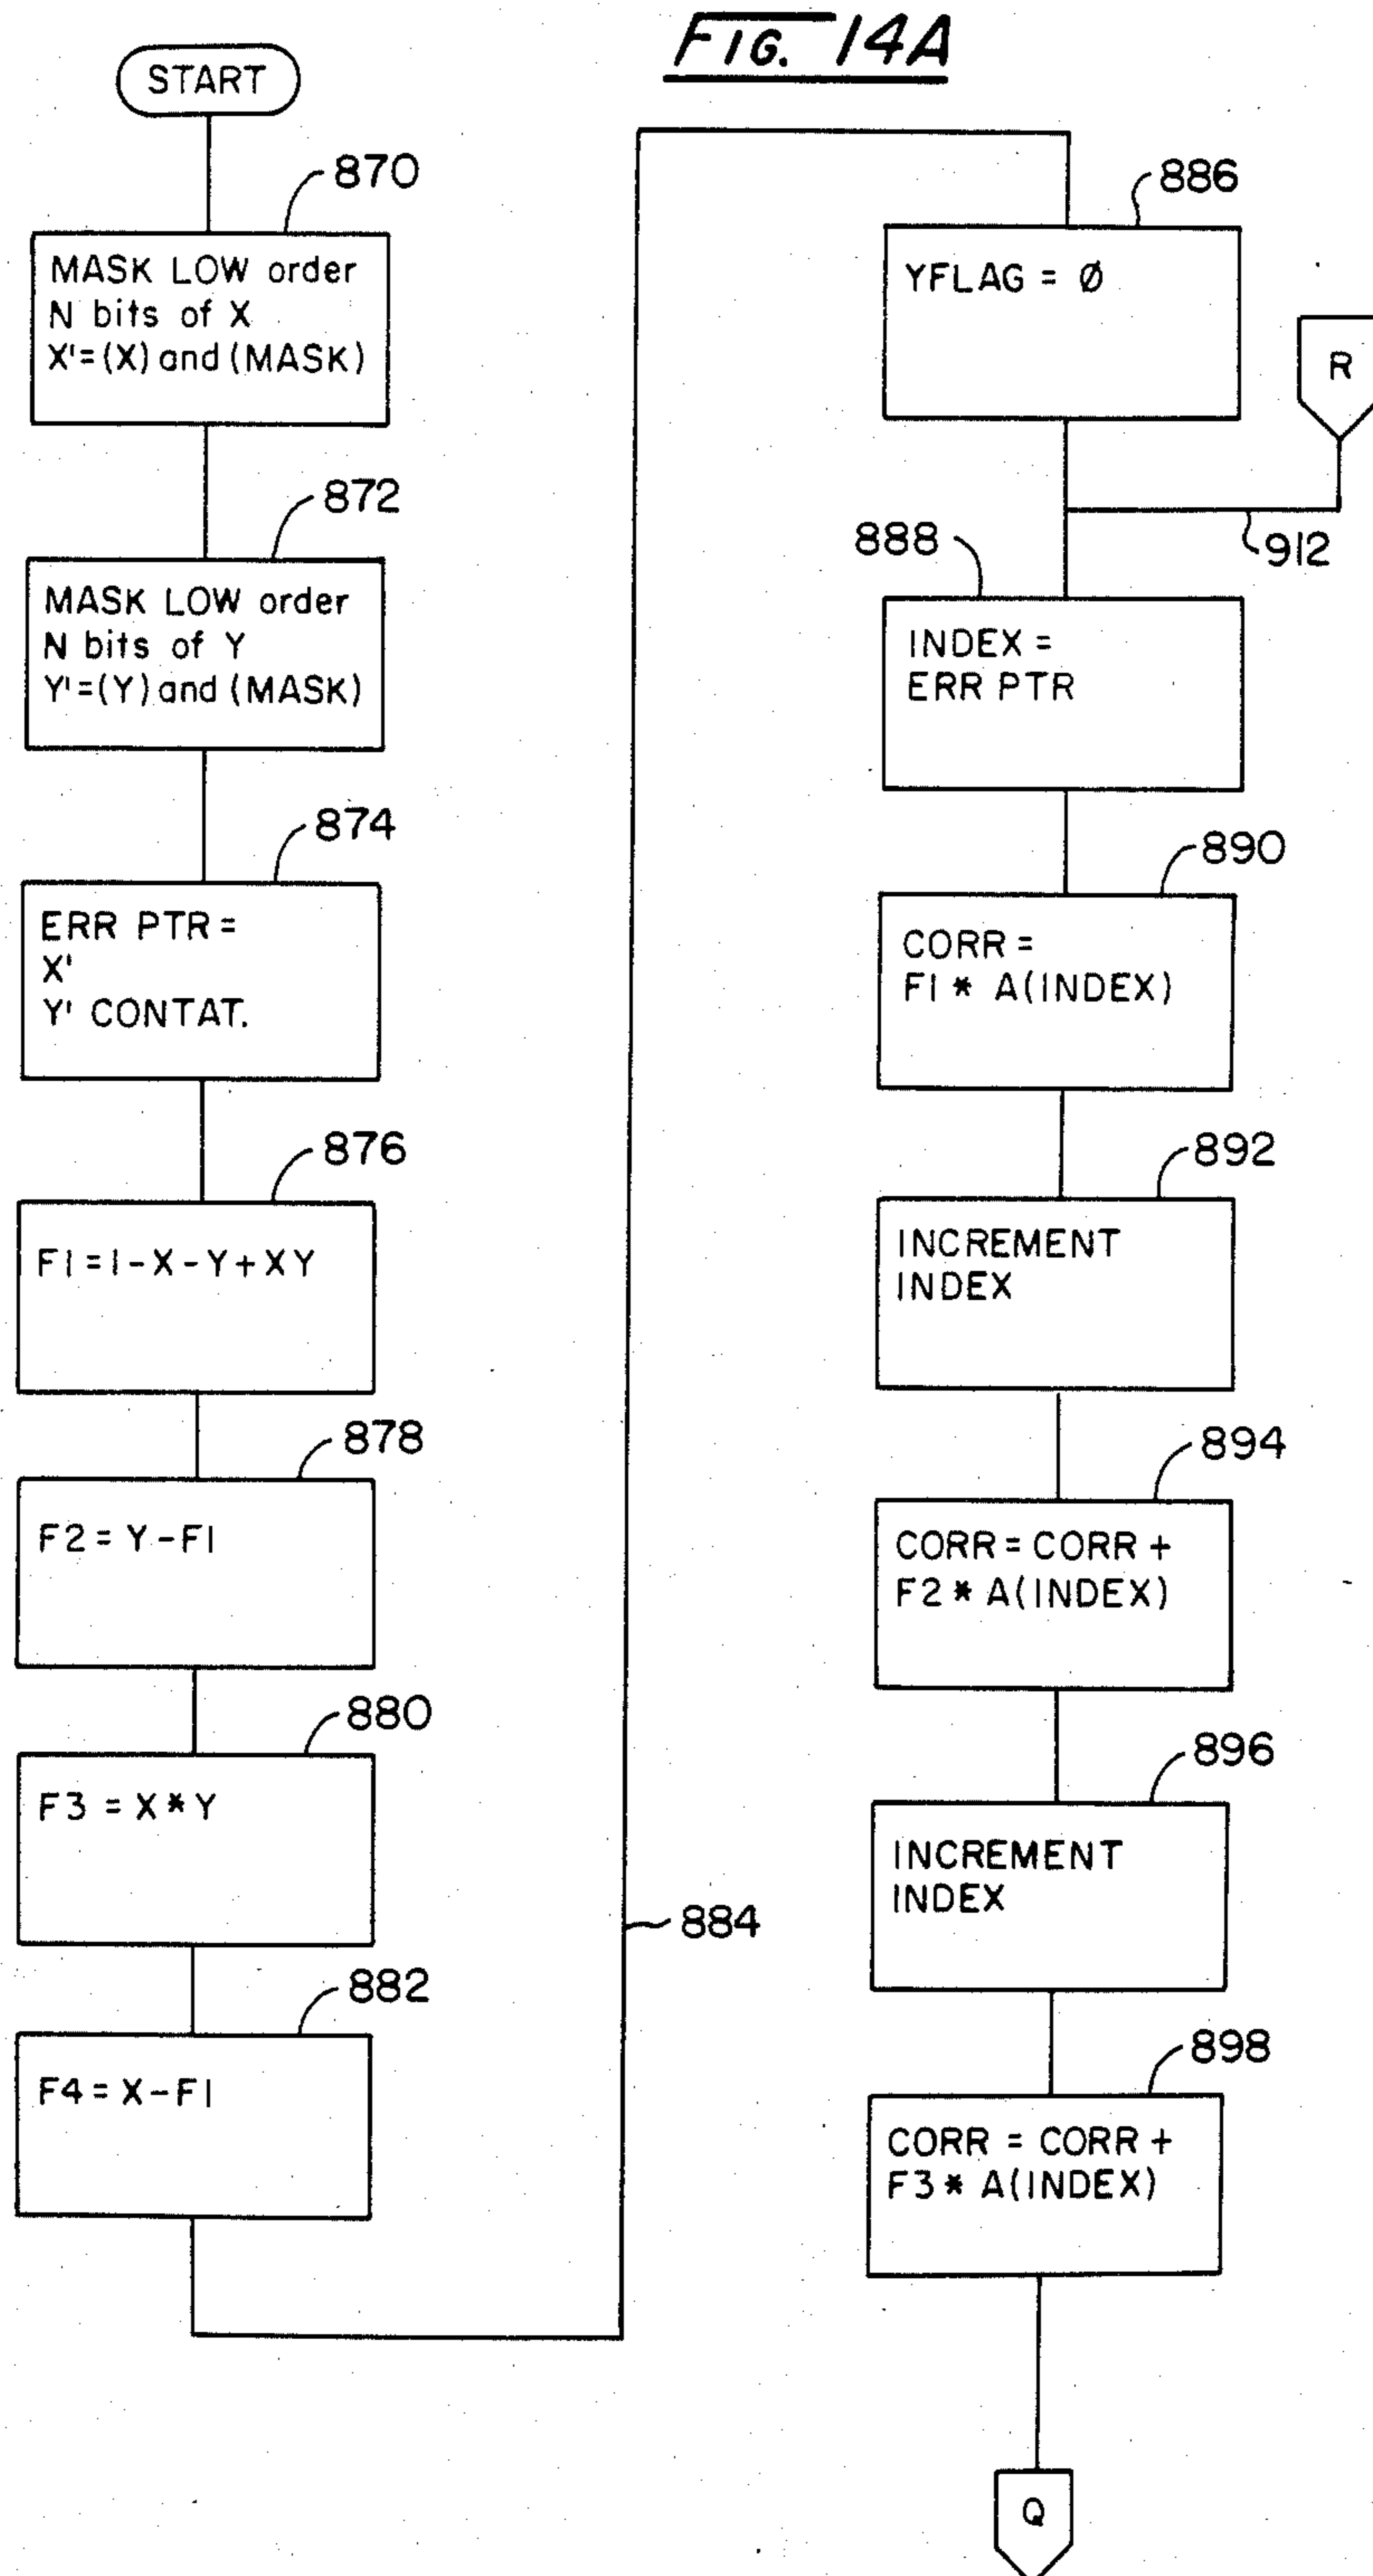 FIG. 14A
START
870
MASK LOW order
N bits of X
X'=(X) and (MASK)
872
MASK LOW order
N bits of Y
Y'=(Y) and (MASK)
874
ERR PTR =
X'
Y' CONTAT.
876
F1 = 1 - X - Y + XY
878
F2 = Y - F1
880
F3 = X * Y
882
F4 = X - F1
884
886
YFLAG = Ø
R
912
888
INDEX =
ERR PTR
890
CORR =
F1 * A(INDEX)
892
INCREMENT
INDEX
894
CORR = CORR +
F2 * A(INDEX)
896
INCREMENT
INDEX
898
CORR = CORR +
F3 * A(INDEX)
Q